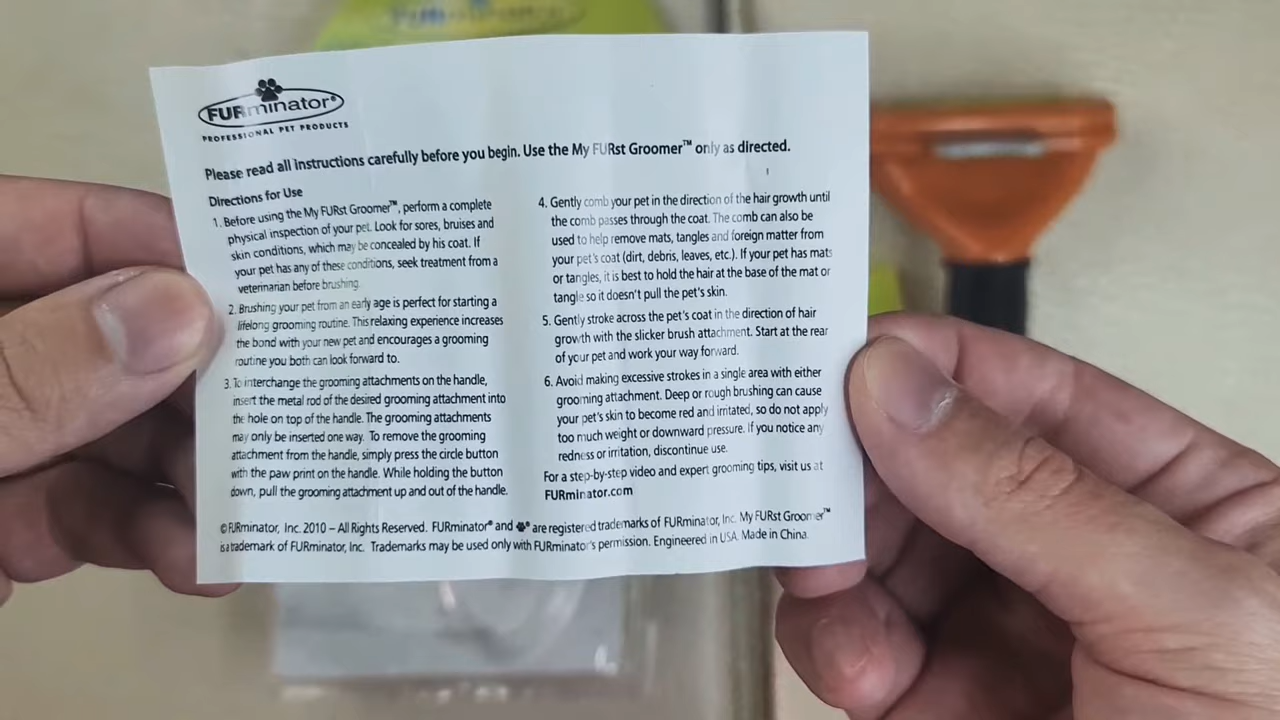 FURminator
FURminator®
PROFESSIONAL PET PRODUCTS
Please read all instructions carefully before you begin. Use the My FURst Groomer™ only as directed.
Directions for Use
1. Before using the My FURst Groomer™, perform a complete
physical inspection of your pet. Look for sores, bruises and
skin conditions, which may be concealed by his coat. If
your pet has any of these conditions, seek treatment from a
veterinarian before brushing.
2. Brushing your pet from an early age is perfect for starting a
lifelong grooming routine. This relaxing experience increases
the bond with your new pet and encourages a grooming
routine you both can look forward to.
3. To interchange the grooming attachments on the handle,
insert the metal rod of the desired grooming attachment into
the hole on top of the handle. The grooming attachments
may only be inserted one way. To remove the grooming
attachment from the handle, simply press the circle button
with the paw print on the handle. While holding the button
down, pull the grooming attachment up and out of the handle.
4. Gently comb your pet in the direction of the hair growth until
the comb passes through the coat. The comb can also be
used to help remove mats, tangles and foreign matter from
your pet's coat (dirt, debris, leaves, etc.). If your pet has mats
or tangles, it is best to hold the hair at the base of the mat or
tangle so it doesn't pull the pet's skin.
5. Gently stroke across the pet's coat in the direction of hair
growth with the slicker brush attachment. Start at the rear
of your pet and work your way forward.
6. Avoid making excessive strokes in a single area with either
grooming attachment. Deep or rough brushing can cause
your pet's skin to become red and irritated, so do not apply
too much weight or downward pressure. If you notice any
redness or irritation, discontinue use.
For a step-by-step video and expert grooming tips, visit us at
FURminator.com
©FURminator, Inc. 2010 – All Rights Reserved. FURminator® and ® are registered trademarks of FURminator, Inc. My FURst Groomer™
is a trademark of FURminator, Inc. Trademarks may be used only with FURminator's permission. Engineered in USA. Made in China.